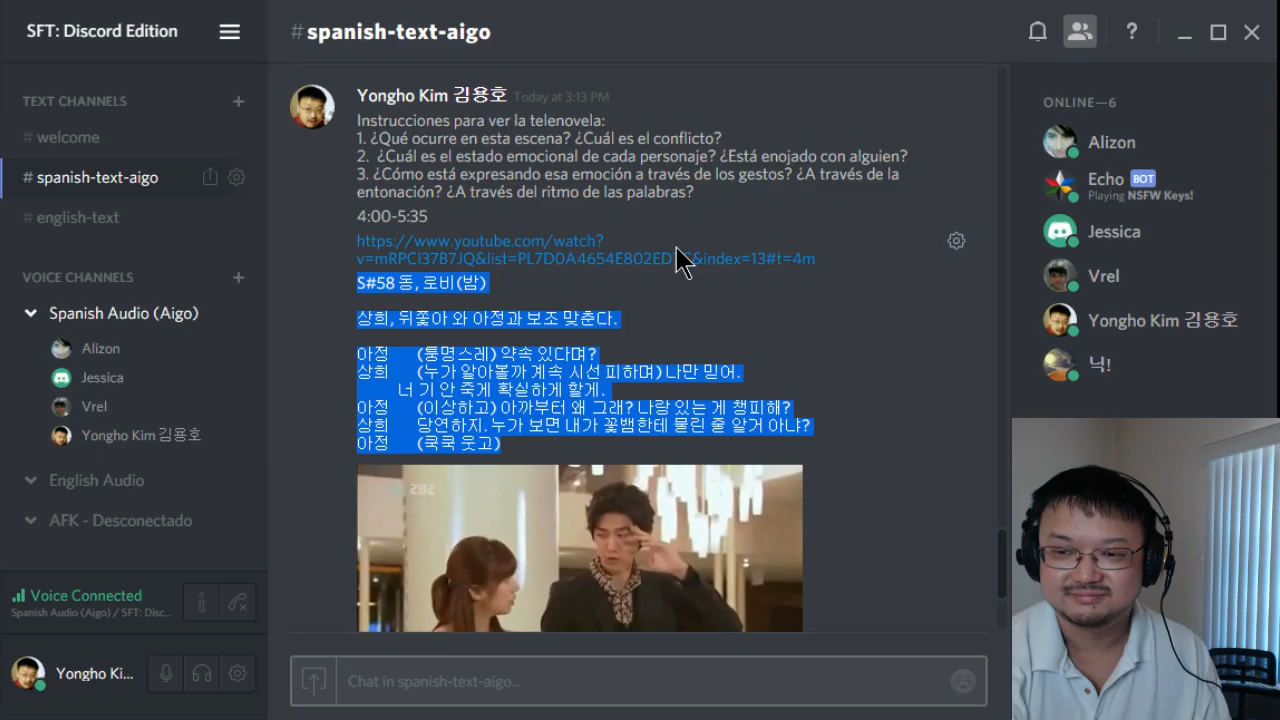 SFT: Discord Edition
# spanish-text-aigo
TEXT CHANNELS
# welcome
# spanish-text-aigo
# english-text
VOICE CHANNELS
Spanish Audio (Aigo)
Alizon
Jessica
Vrel
Yongho Kim 김용호
English Audio
AFK - Desconectado
Voice Connected
Spanish Audio (Aigo) / SFT: Disc...
Yongho Ki...
Yongho Kim 김용호 Today at 3:13 PM
Instrucciones para ver la telenovela:
1. ¿Qué ocurre en esta escena? ¿Cuál es el conflicto?
2. ¿Cuál es el estado emocional de cada personaje? ¿Está enojado con alguien?
3. ¿Cómo está expresando esa emoción a través de los gestos? ¿A través de la
entonación? ¿A través del ritmo de las palabras?
4:00-5:35
https://www.youtube.com/watch?
&index=13#t=4m
S#58 동, 로비(밤)
상희, 뒤쫓아 와 아정과 보조 맞춘다.
아정 (퉁명스레) 약속 있다며?
상희 (누가 알아볼까 계속 시선 피하며) 나만 믿어.
너 기 안 죽게 확실하게 할게.
아정 (이상하고) 아까부터 왜 그래? 나랑 있는 게 챙피해?
상희 당연하지. 누가 보면 내가 꽃뱀한테 물린 줄 알거 아냐?
아정 (쿡쿡 웃고)
Chat in spanish-text-aigo...
ONLINE—6
Alizon
Echo BOT
Playing NSFW Keys!
Jessica
Vrel
Yongho Kim 김용호
닉!